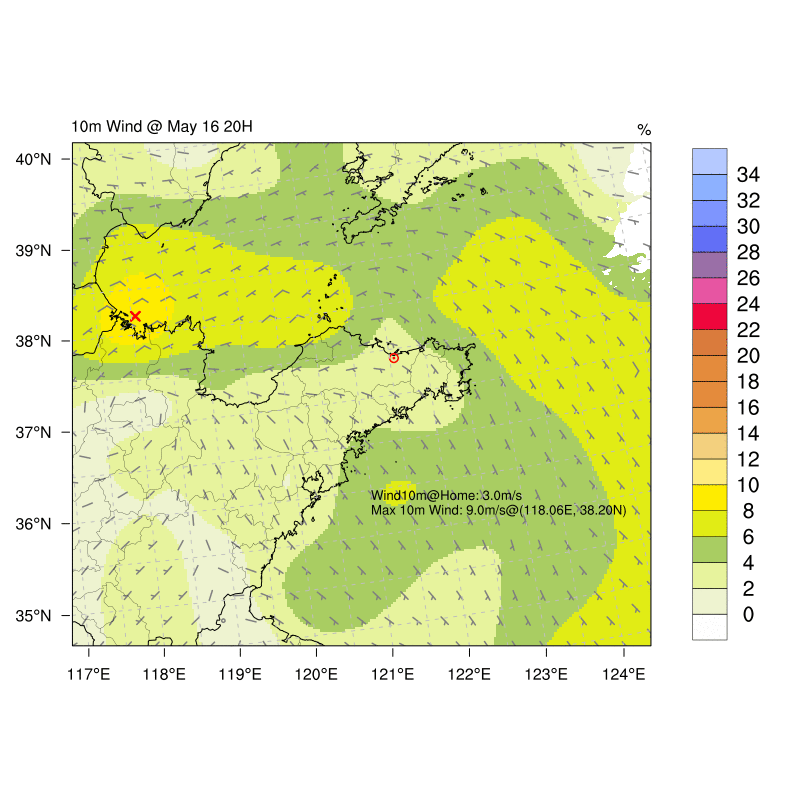 10m Wind @ May 16 20H
%
40°N
39°N
38°N
37°N
36°N
35°N
117°E
118°E
119°E
120°E
121°E
122°E
123°E
124°E
Wind10m@Home: 3.0m/s
Max 10m Wind: 9.0m/s@(118.06E, 38.20N)
34
32
30
28
26
24
22
20
18
16
14
12
10
8
6
4
2
0